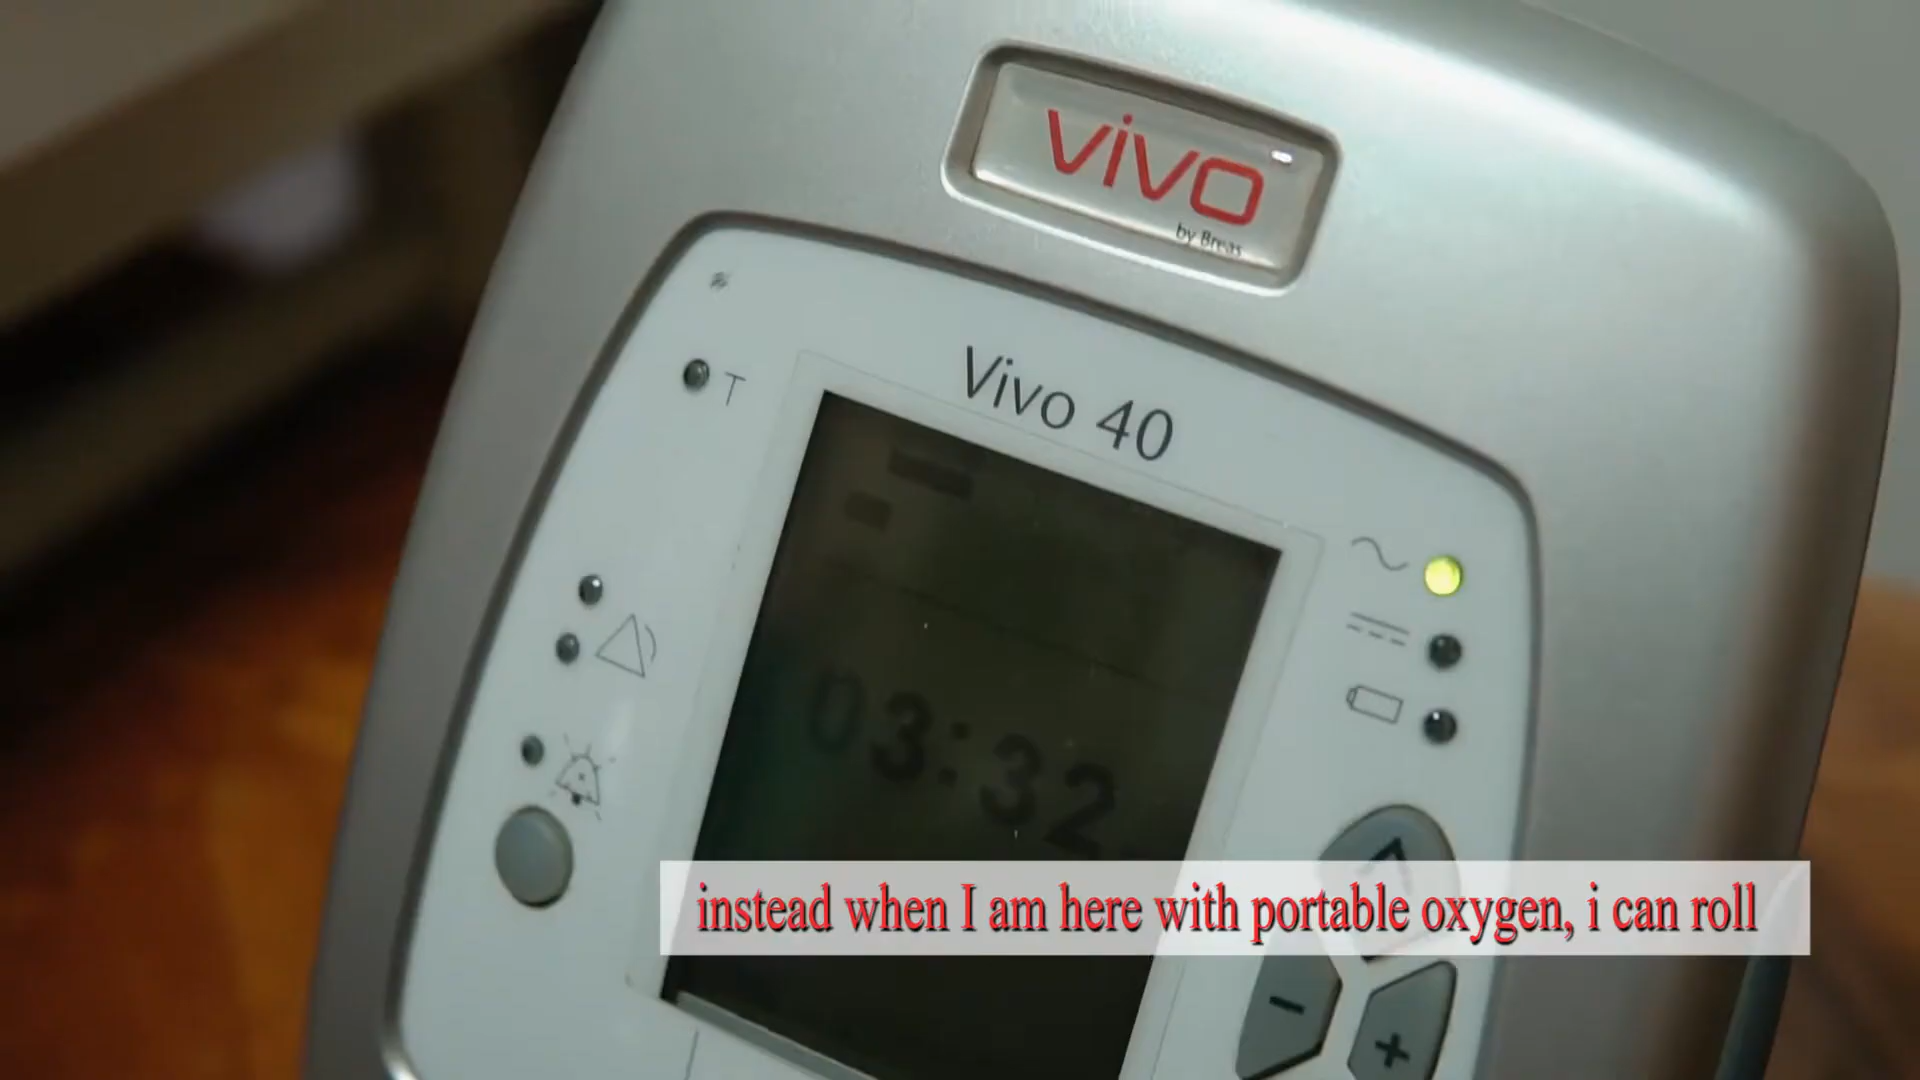 vivo
by Breas
Vivo 40
T
03:32
instead when I am here with portable oxygen, i can roll